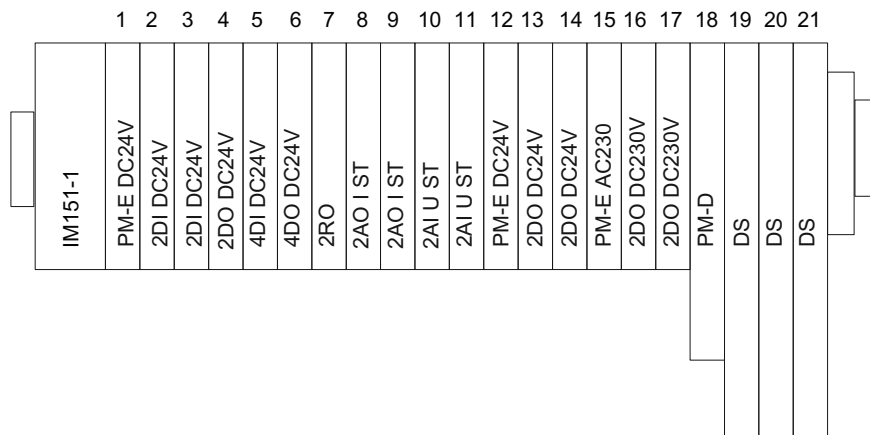 1 2 3 4 5 6 7 8 9 10 11 12 13 14 15 16 17 18 19 20 21
IM151-1
PM-E DC24V
2DI DC24V
2DI DC24V
2DO DC24V
4DI DC24V
4DO DC24V
2RO
2AO I ST
2AO I ST
2AI U ST
2AI U ST
PM-E DC24V
2DO DC24V
2DO DC24V
PM-E AC230
2DO DC230V
2DO DC230V
PM-D
DS
DS
DS